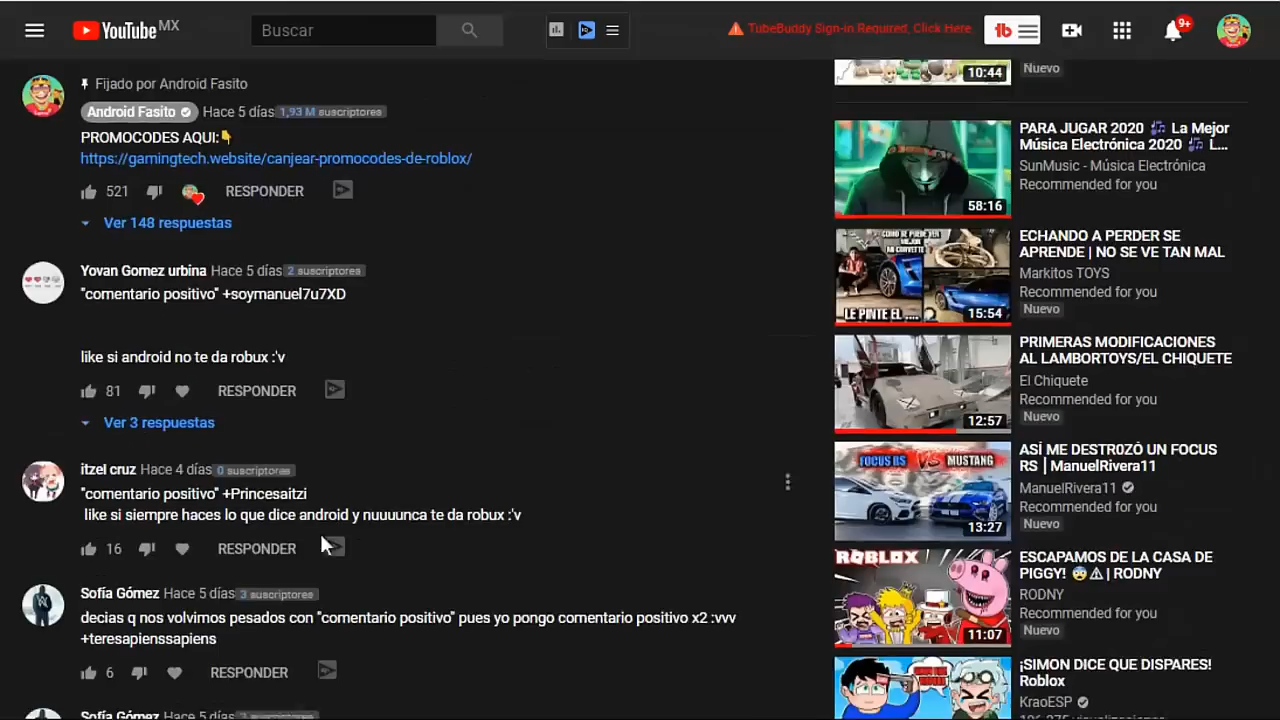 YouTube MX
Buscar
TubeBuddy Sign-in Required, Click Here
tb
9+
Fijado por Android Fasito
Android Fasito Hace 5 días 1,93 M suscriptores
PROMOCODES AQUI:👇
https://gamingtech.website/canjear-promocodes-de-roblox/
521 RESPONDER
Ver 148 respuestas
Yovan Gomez urbina Hace 5 días 2 suscriptores
"comentario positivo" +soymanuel7u7XD
like si android no te da robux :'v
81 RESPONDER
Ver 3 respuestas
itzel cruz Hace 4 días 0 suscriptores
"comentario positivo" +Princesaitzi
like si siempre haces lo que dice android y nuuuunca te da robux :'v
16 RESPONDER
Sofía Gómez Hace 5 días 3 suscriptores
decias q nos volvimos pesados con "comentario positivo" pues yo pongo comentario positivo x2 :vvv
+teresapienssapiens
6 RESPONDER
Sofía Gómez Hace 5 días
10:44
Nuevo
58:16
PARA JUGAR 2020 🎶 La Mejor
Música Electrónica 2020 🎶 L...
SunMusic - Música Electrónica
Recommended for you
LE PINTE EL ....
15:54
ECHANDO A PERDER SE
APRENDE | NO SE VE TAN MAL
Markitos TOYS
Recommended for you
Nuevo
12:57
PRIMERAS MODIFICACIONES
AL LAMBORTOYS/EL CHIQUETE
El Chiquete
Recommended for you
Nuevo
FOCUS RS VS MUSTANG
13:27
ASÍ ME DESTROZÓ UN FOCUS
RS | ManuelRivera11
ManuelRivera11
Recommended for you
Nuevo
ROBLOX
11:07
ESCAPAMOS DE LA CASA DE
PIGGY! 😨⚠| RODNY
RODNY
Recommended for you
Nuevo
¡SIMON DICE QUE DISPARES!
Roblox
KraoESP